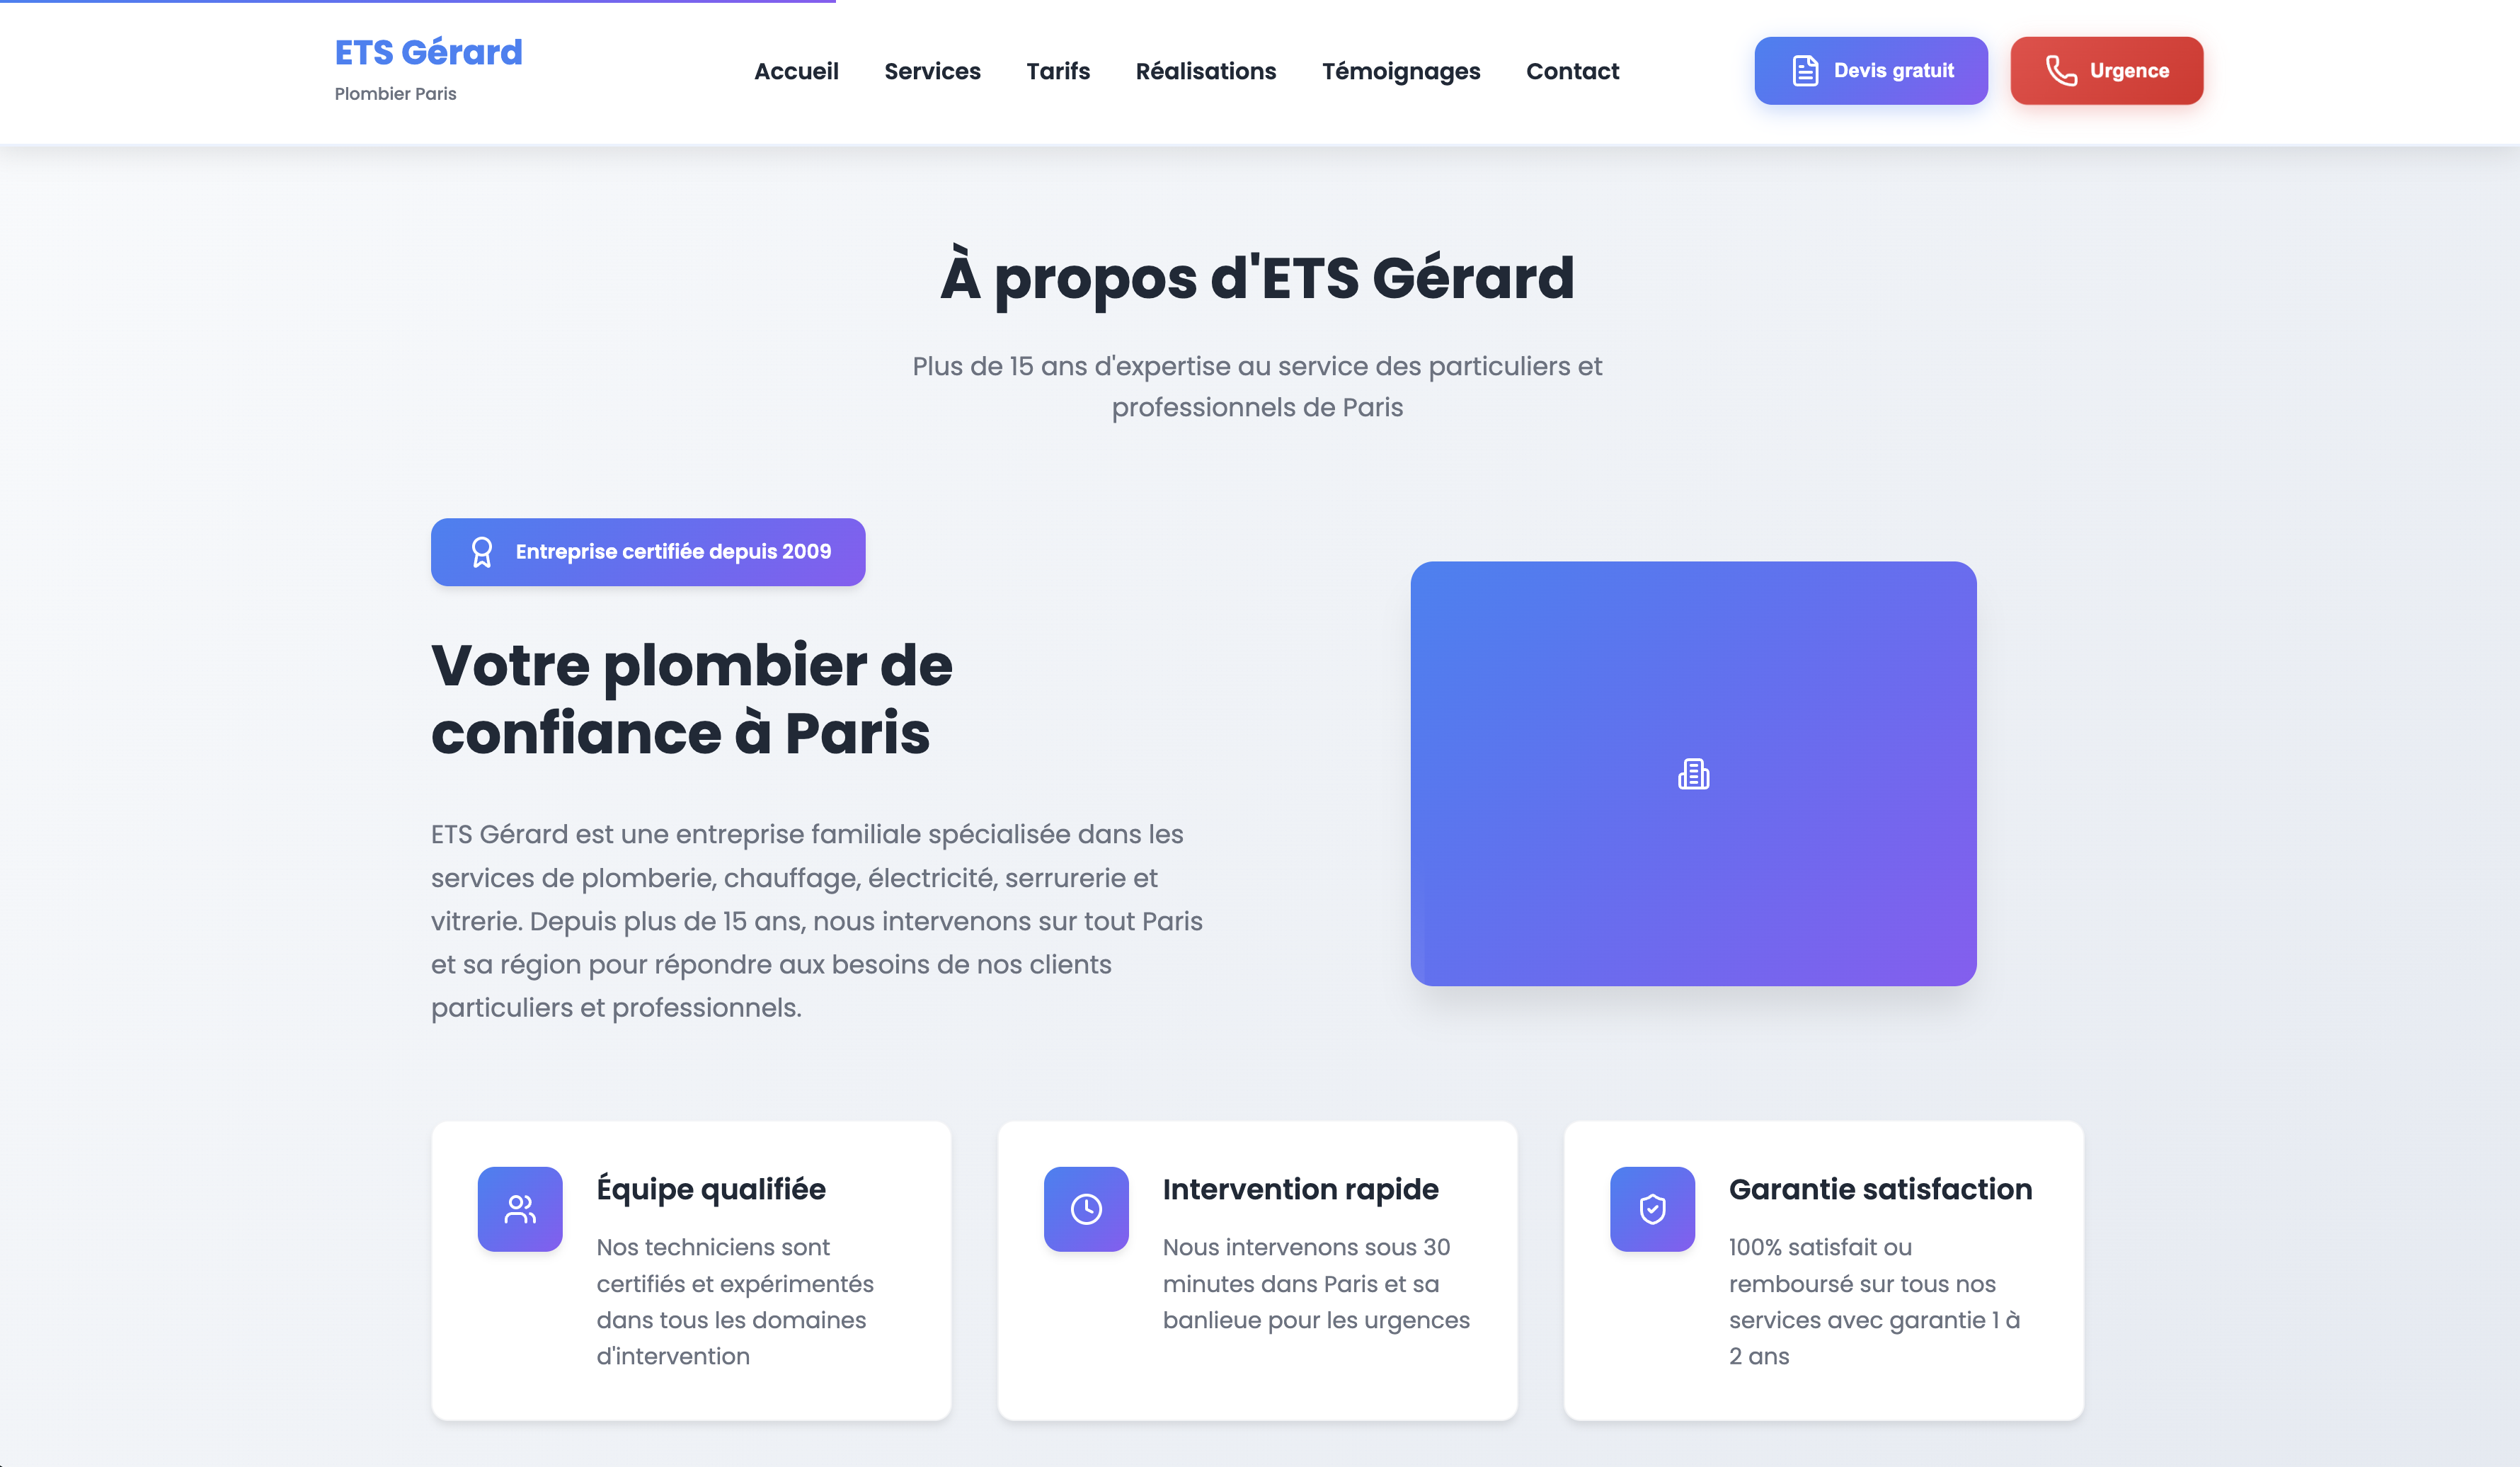 ETS Gérard
Plombier Paris
Accueil
Services
Tarifs
Réalisations
Témoignages
Contact
Devis gratuit
Urgence
À propos d'ETS Gérard
Plus de 15 ans d'expertise au service des particuliers et
professionnels de Paris
Entreprise certifiée depuis 2009
Votre plombier de
confiance à Paris
ETS Gérard est une entreprise familiale spécialisée dans les
services de plomberie, chauffage, électricité, serrurerie et
vitrerie. Depuis plus de 15 ans, nous intervenons sur tout Paris
et sa région pour répondre aux besoins de nos clients
particuliers et professionnels.
Équipe qualifiée
Nos techniciens sont
certifiés et expérimentés
dans tous les domaines
d'intervention
Intervention rapide
Nous intervenons sous 30
minutes dans Paris et sa
banlieue pour les urgences
Garantie satisfaction
100% satisfait ou
remboursé sur tous nos
services avec garantie 1 à
2 ans